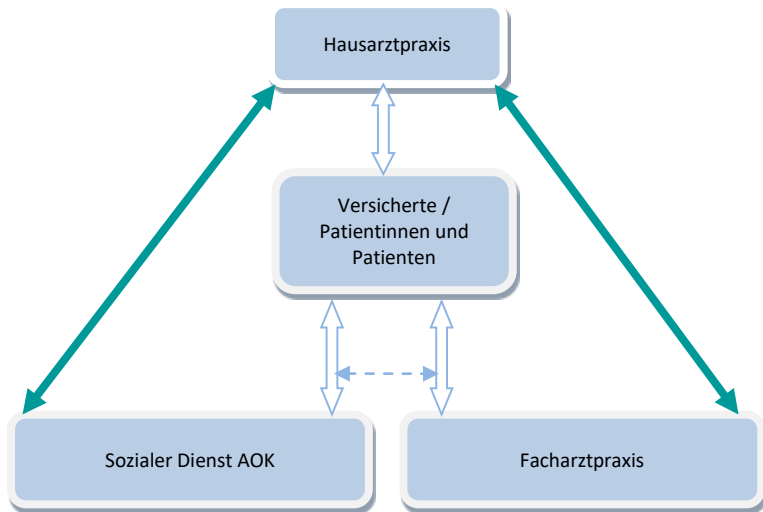 Hausarztpraxis
Versicherte /
Patientinnen und
Patienten
Sozialer Dienst AOK
Facharztpraxis